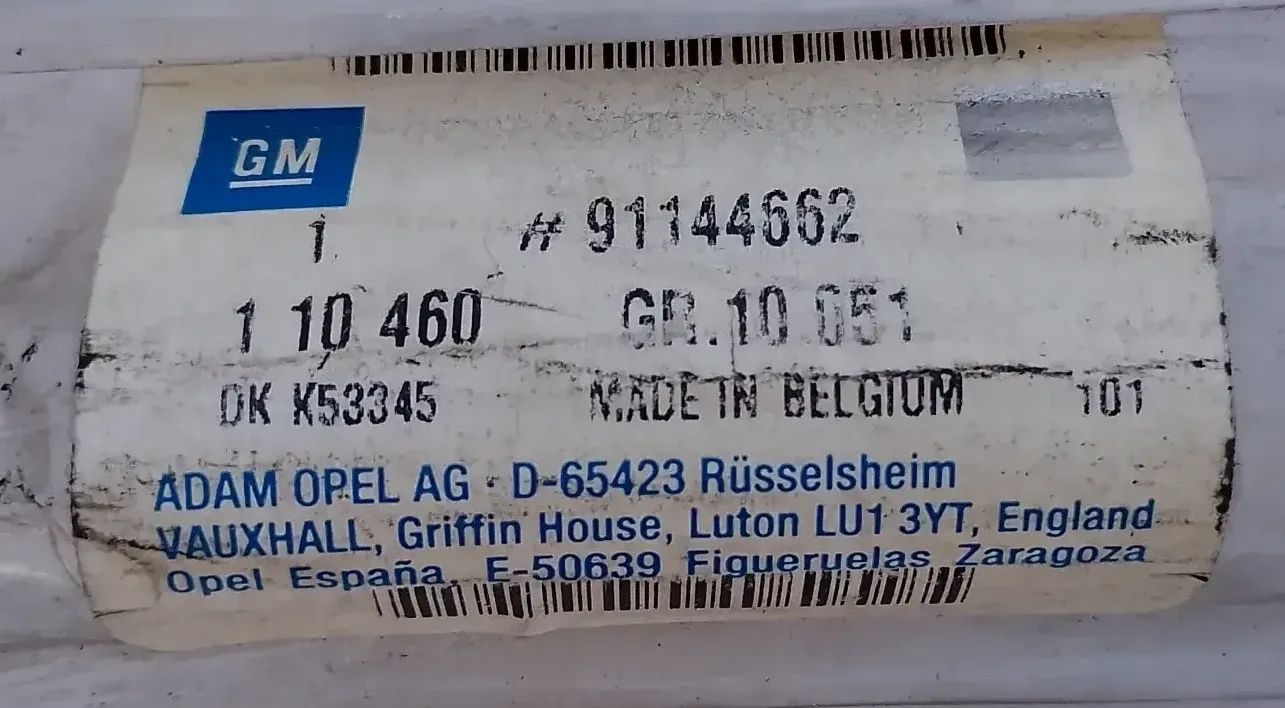 GM
1 # 91144662
1 10 460 GR.10.051
DK K53345 MADE IN BELGIUM 101
ADAM OPEL AG · D-65423 Rüsselsheim
VAUXHALL, Griffin House, Luton LU1 3YT, England
Opel España, E-50639 Figueruelas Zaragoza